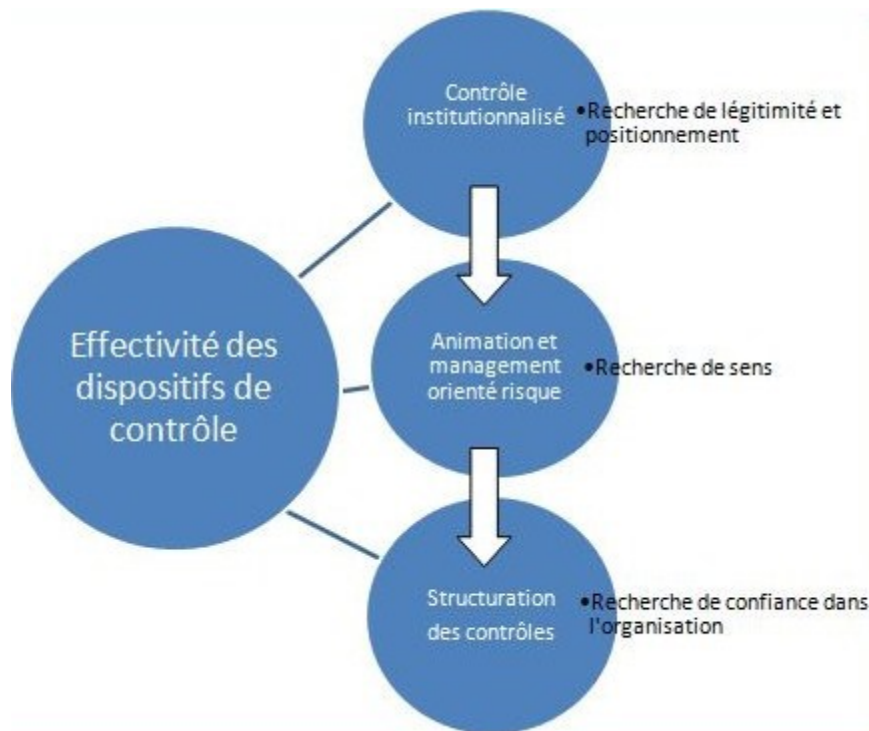 Contrôle
institutionnalisé
•Recherche de légitimité et
positionnement
Effectivité des
dispositifs de
contrôle
Animation et
management
orienté risque
•Recherche de sens
Structuration
des contrôles
•Recherche de confiance dans
l'organisation